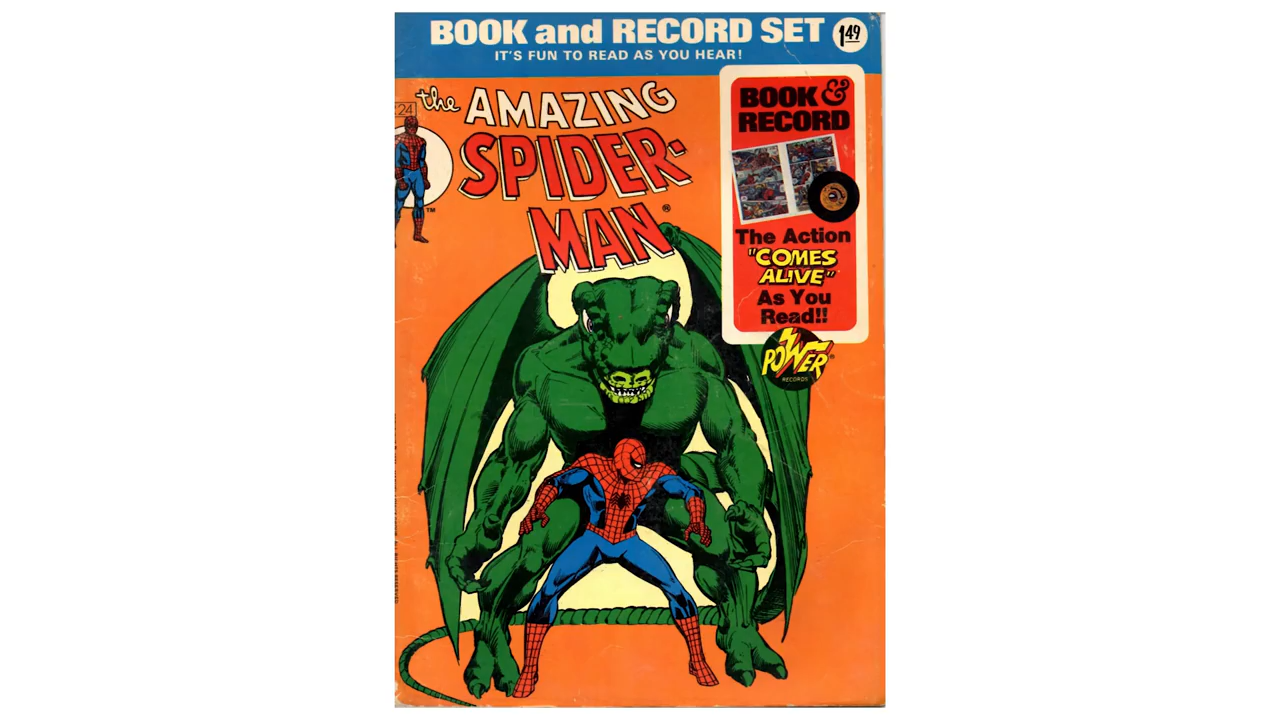 BOOK and RECORD SET
1 49
IT'S FUN TO READ AS YOU HEAR!
24
the AMAZING
SPIDER-
MAN®
TM
BOOK &
RECORD
The Action
"COMES
ALIVE"
As You
Read!!
POWER®
RECORDS